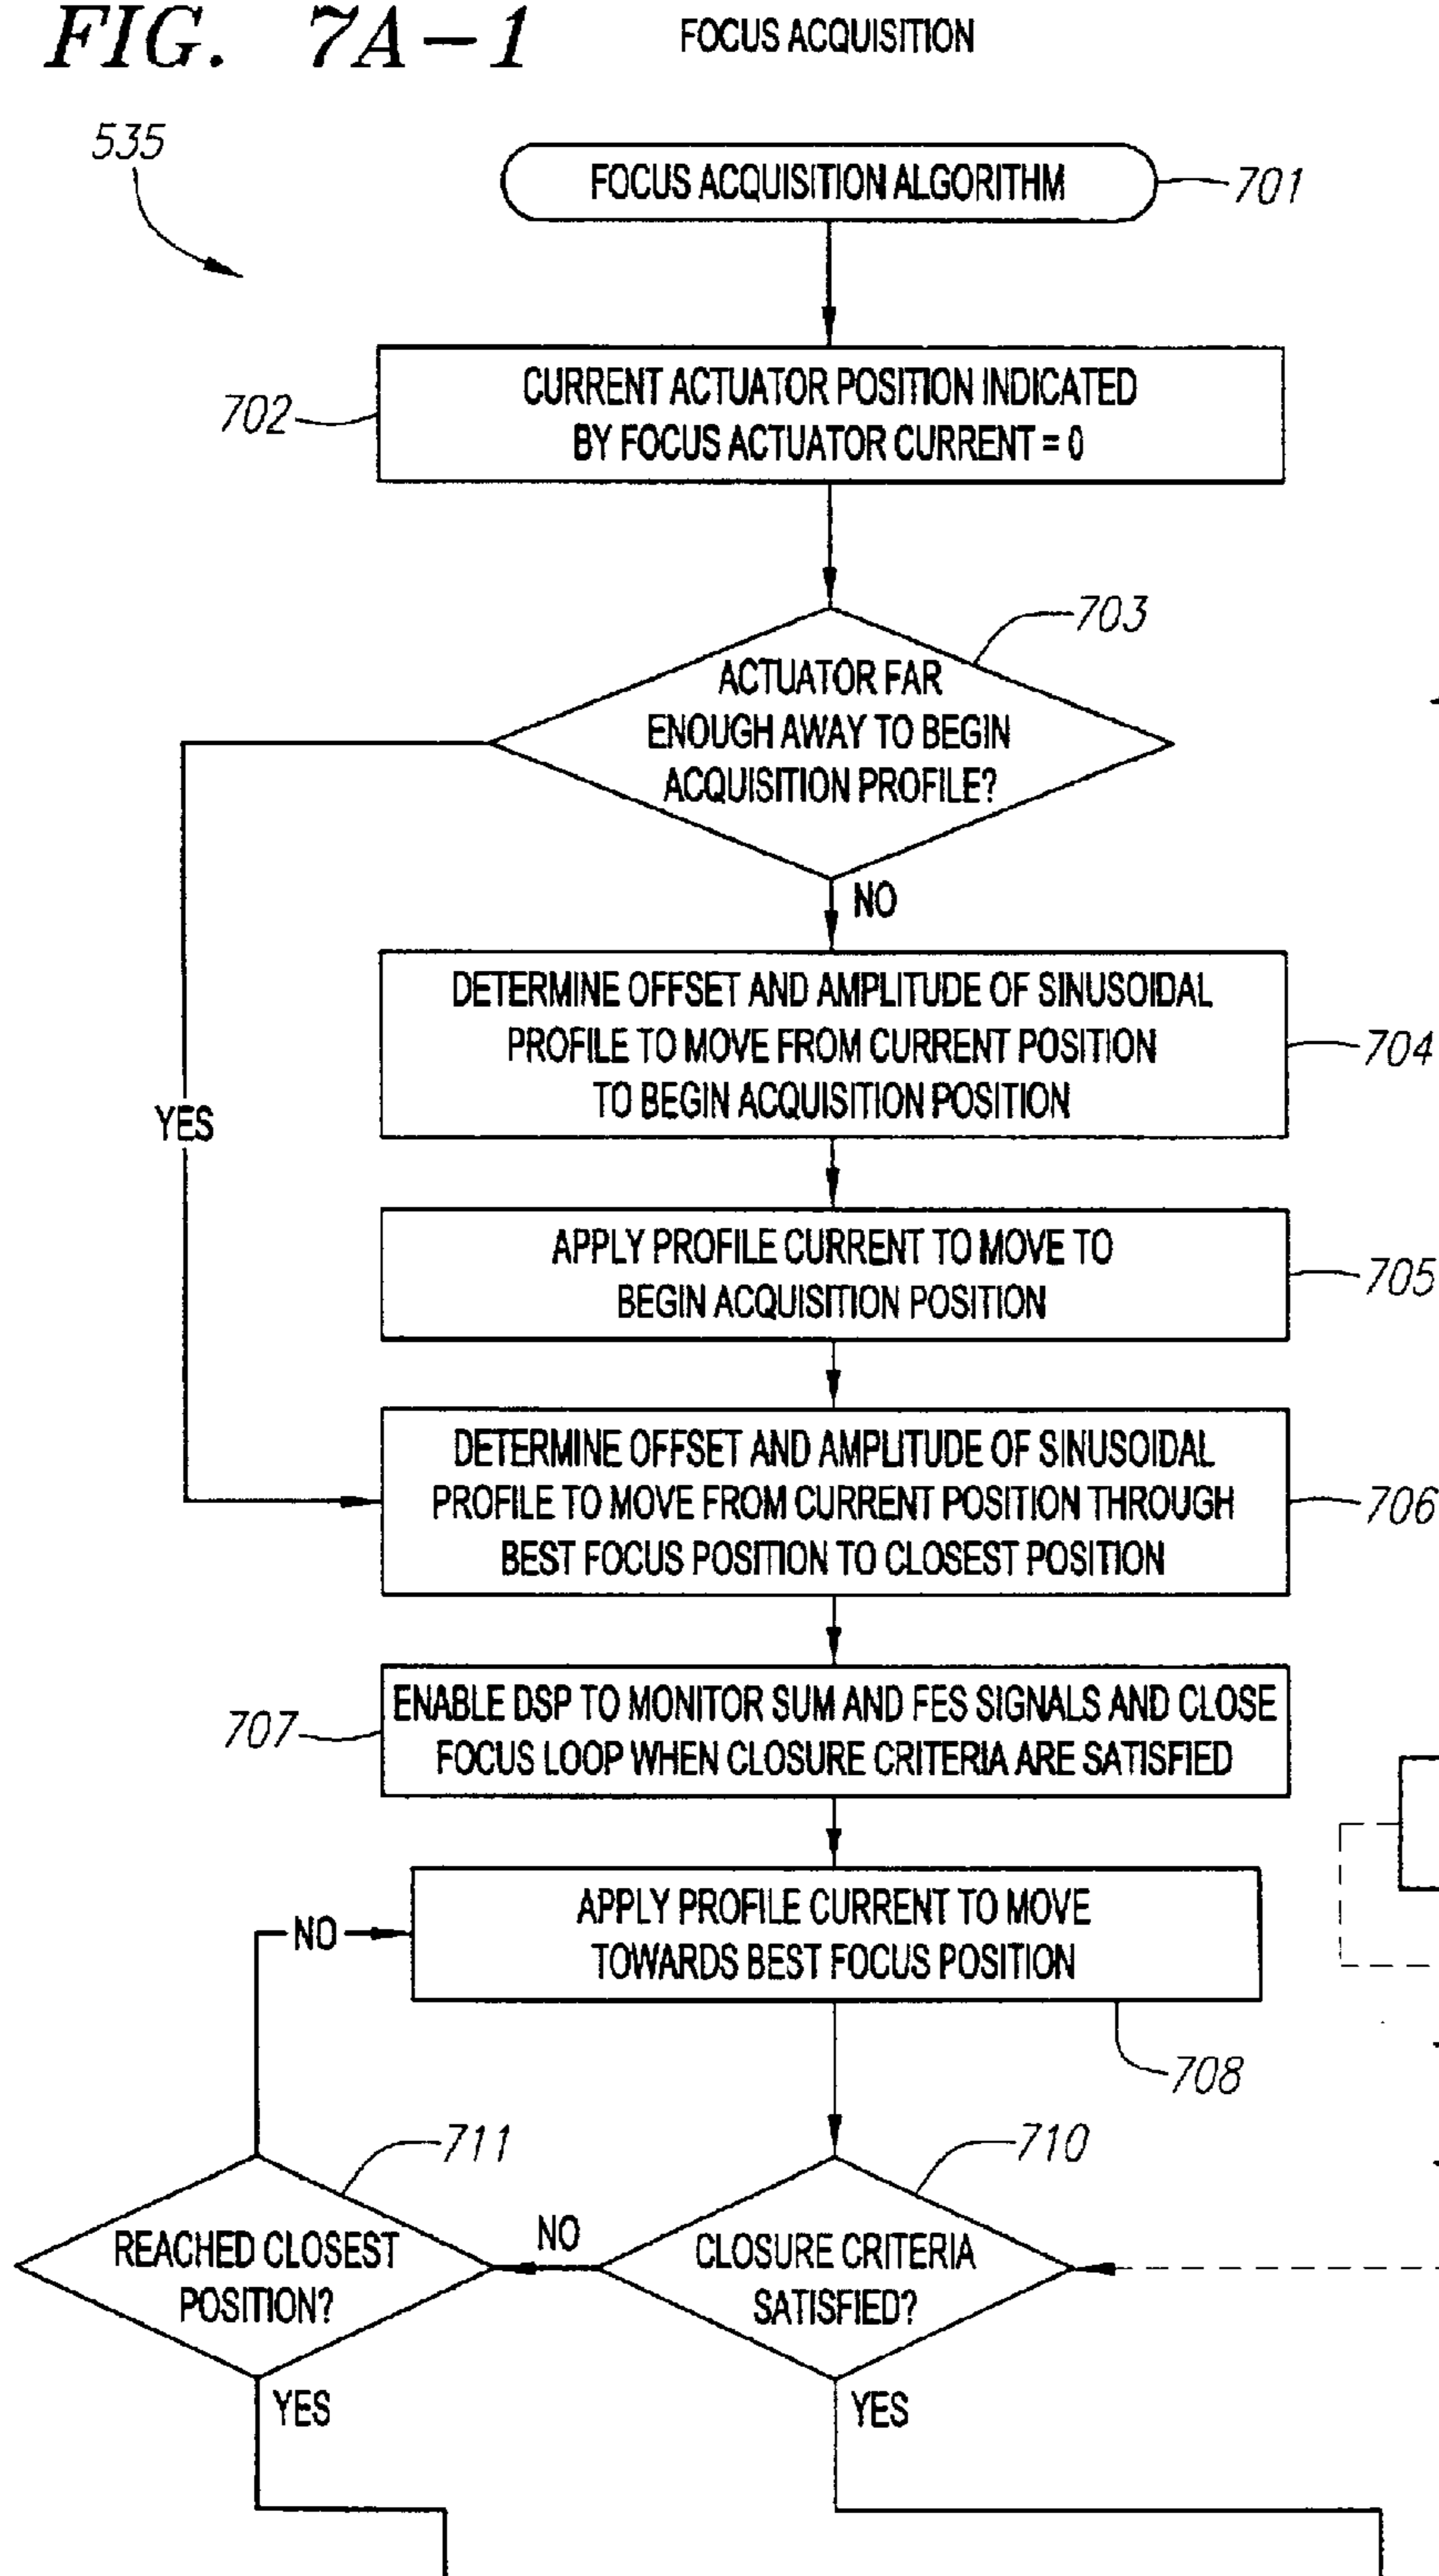 FIG. 7A-1
FOCUS ACQUISITION
535
FOCUS ACQUISITION ALGORITHM
701
CURRENT ACTUATOR POSITION INDICATED
BY FOCUS ACTUATOR CURRENT = 0
702
703
ACTUATOR FAR
ENOUGH AWAY TO BEGIN
ACQUISITION PROFILE?
NO
YES
DETERMINE OFFSET AND AMPLITUDE OF SINUSOIDAL
PROFILE TO MOVE FROM CURRENT POSITION
TO BEGIN ACQUISITION POSITION
704
APPLY PROFILE CURRENT TO MOVE TO
BEGIN ACQUISITION POSITION
705
DETERMINE OFFSET AND AMPLITUDE OF SINUSOIDAL
PROFILE TO MOVE FROM CURRENT POSITION THROUGH
BEST FOCUS POSITION TO CLOSEST POSITION
706
ENABLE DSP TO MONITOR SUM AND FES SIGNALS AND CLOSE
FOCUS LOOP WHEN CLOSURE CRITERIA ARE SATISFIED
707
APPLY PROFILE CURRENT TO MOVE
TOWARDS BEST FOCUS POSITION
NO
708
711
710
REACHED CLOSEST
POSITION?
NO
CLOSURE CRITERIA
SATISFIED?
YES
YES